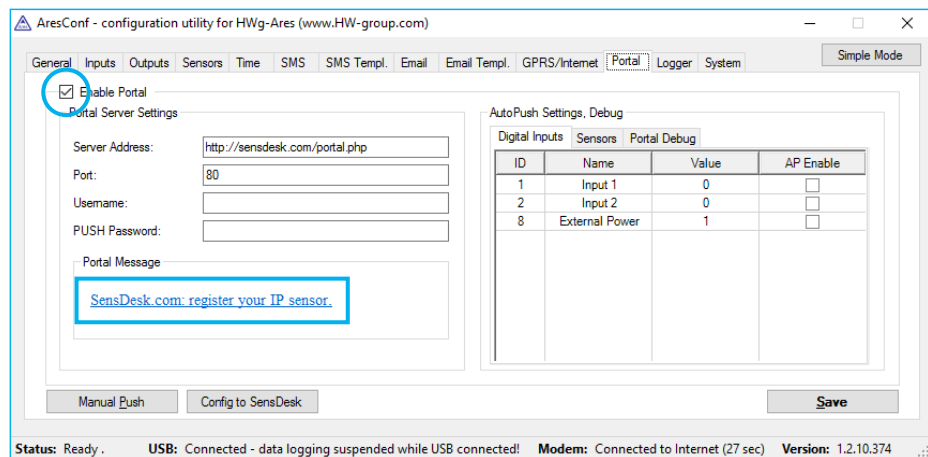 AresConf - configuration utility for HWg-Ares (www.HW-group.com)
Simple Mode
General Inputs Outputs Sensors Time SMS SMS Templ. Email Email Templ. GPRS/Internet Portal Logger System
Enable Portal
Portal Server Settings
Server Address: http://sensdesk.com/portal.php
Port: 80
Username:
PUSH Password:
Portal Message
SensDesk.com: register your IP sensor.
AutoPush Settings, Debug
Digital Inputs Sensors Portal Debug
ID Name Value AP Enable
1 Input 1 0
2 Input 2 0
8 External Power 1
Manual Push Config to SensDesk Save
Status: Ready . USB: Connected - data logging suspended while USB connected! Modem: Connected to Internet (27 sec) Version: 1.2.10.374